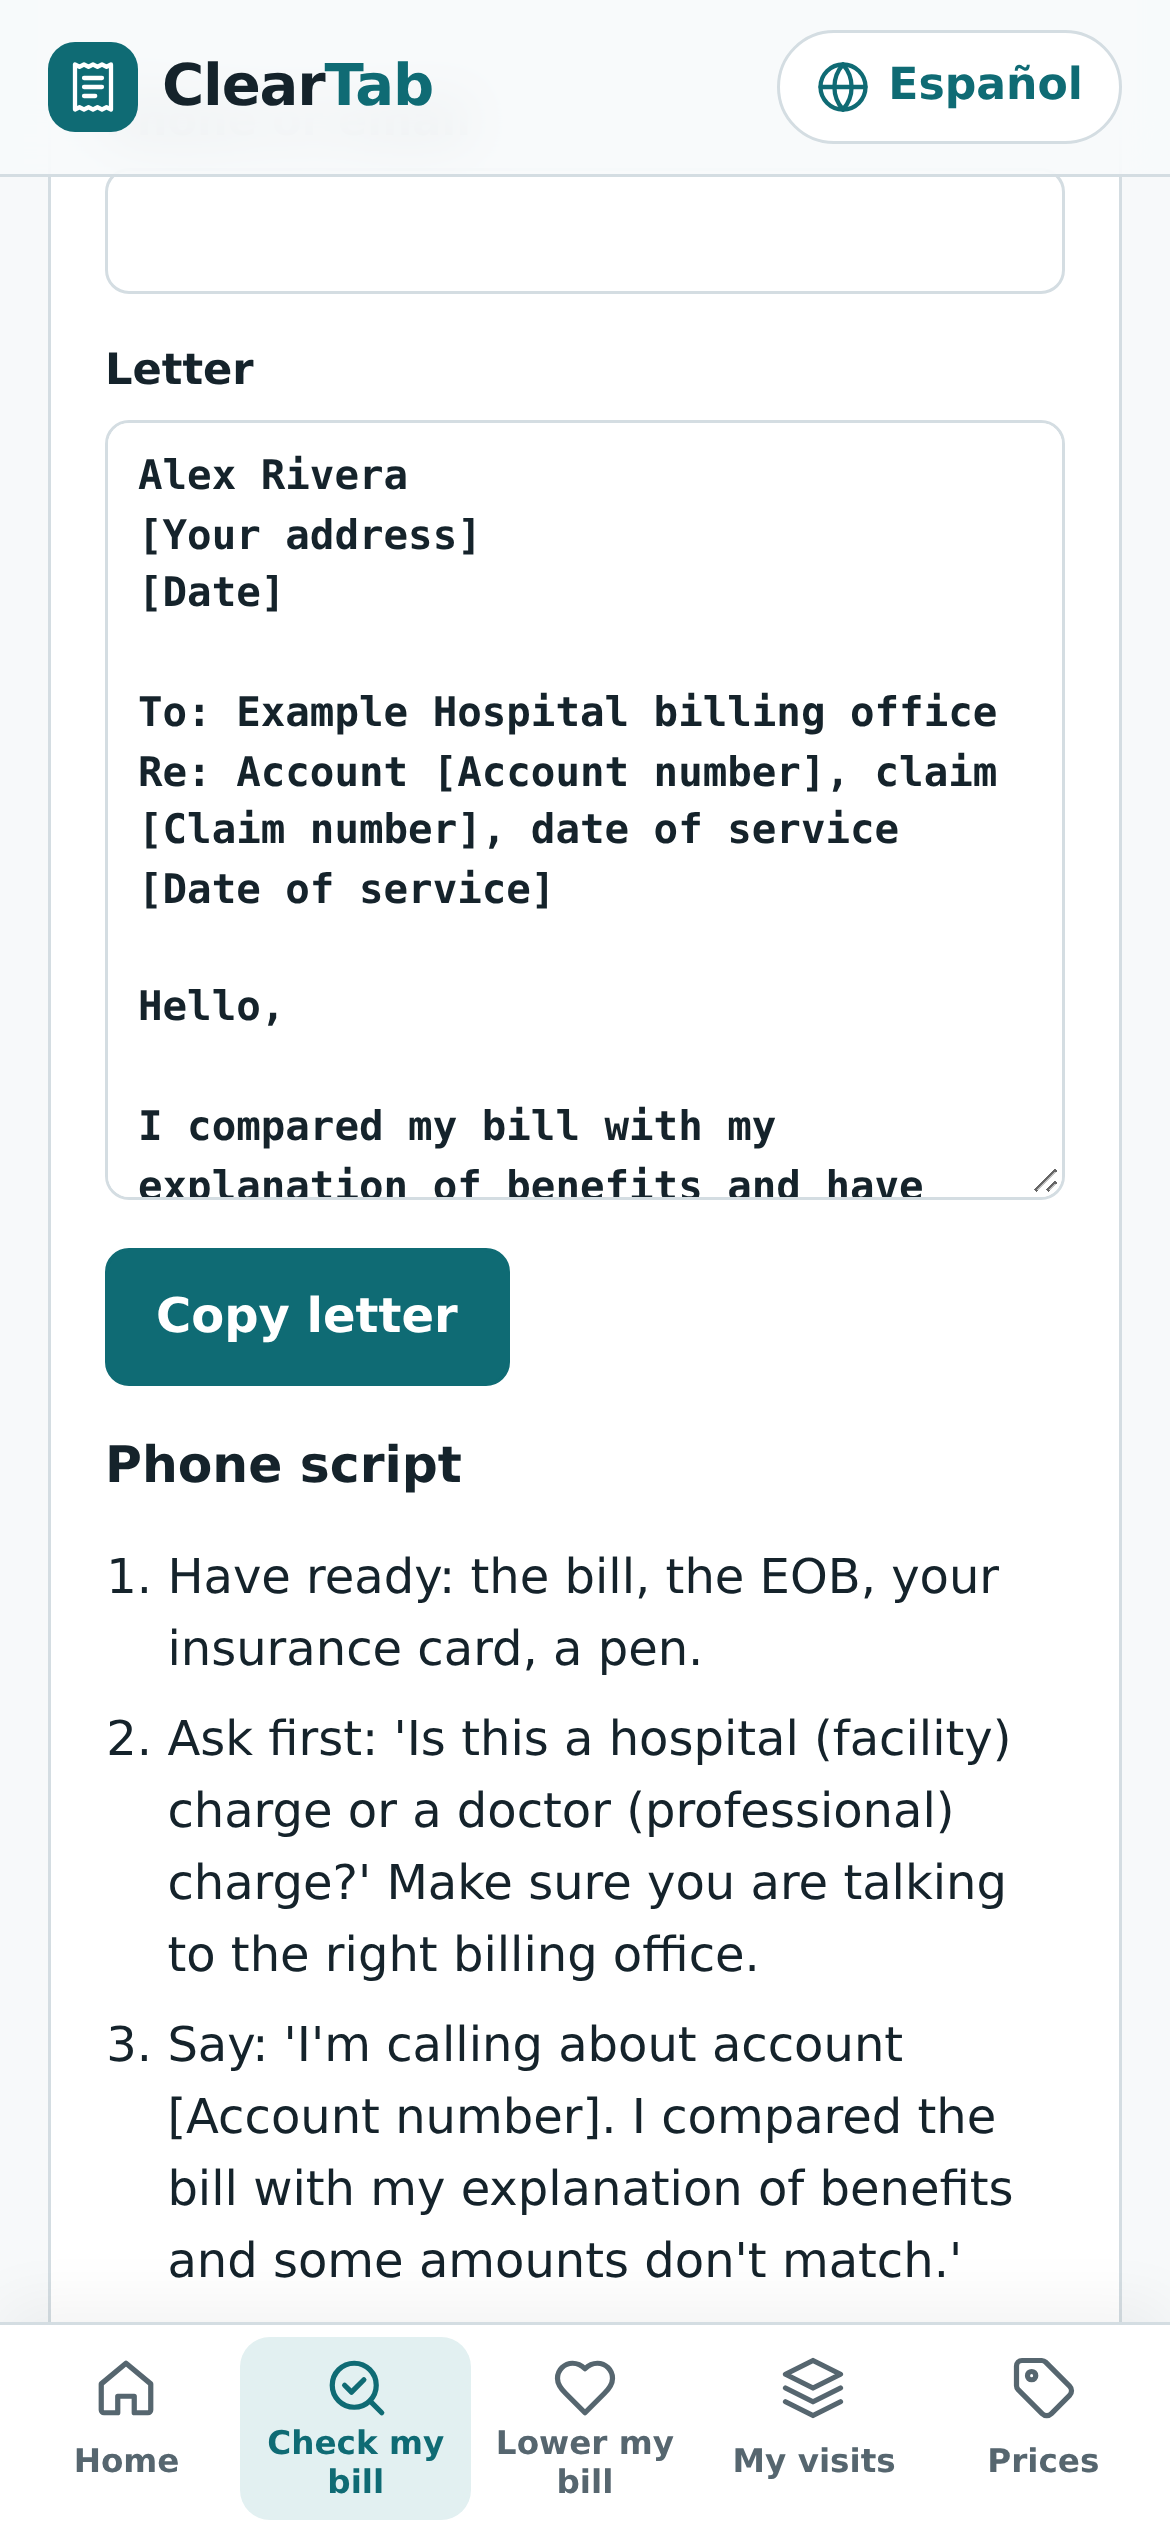 ClearTab
Español
Letter
Alex Rivera
[Your address]
[Date]
To: Example Hospital billing office
Re: Account [Account number], claim
[Claim number], date of service
[Date of service]
Hello,
I compared my bill with my
explanation of benefits and have
Copy letter
Phone script
1. Have ready: the bill, the EOB, your
insurance card, a pen.
2. Ask first: 'Is this a hospital (facility)
charge or a doctor (professional)
charge?' Make sure you are talking
to the right billing office.
3. Say: 'I'm calling about account
[Account number]. I compared the
bill with my explanation of benefits
and some amounts don't match.'
Home
Check my
bill
Lower my
bill
My visits
Prices